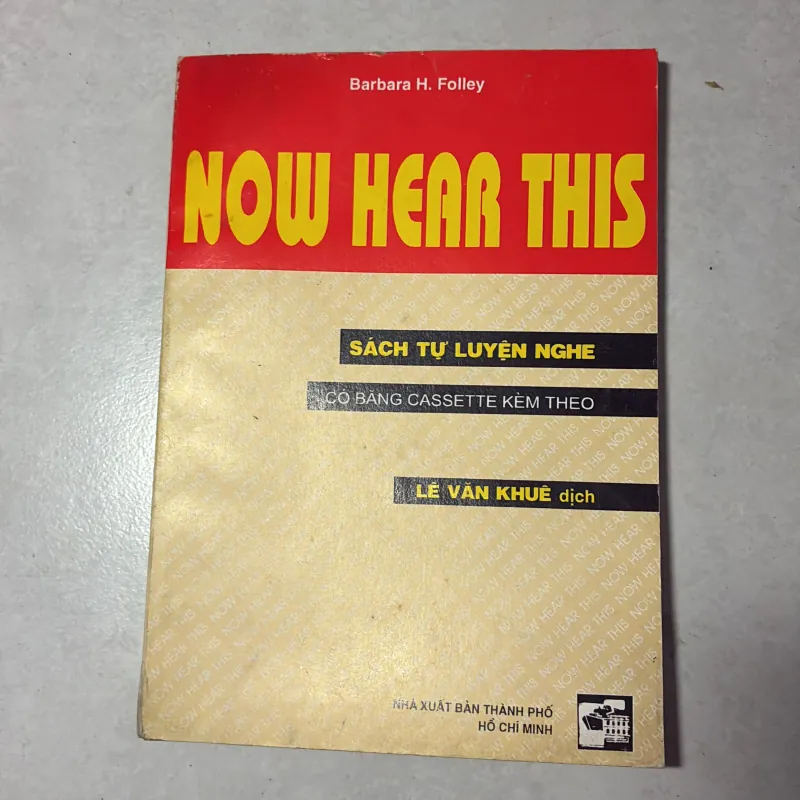 Barbara H. Folley
NOW HEAR THIS
SÁCH TỰ LUYỆN NGHE
CÓ BĂNG CASSETTE KÈM THEO
LÊ VĂN KHUÊ dịch
NHÀ XUẤT BẢN THÀNH PHỐ
HỒ CHÍ MINH